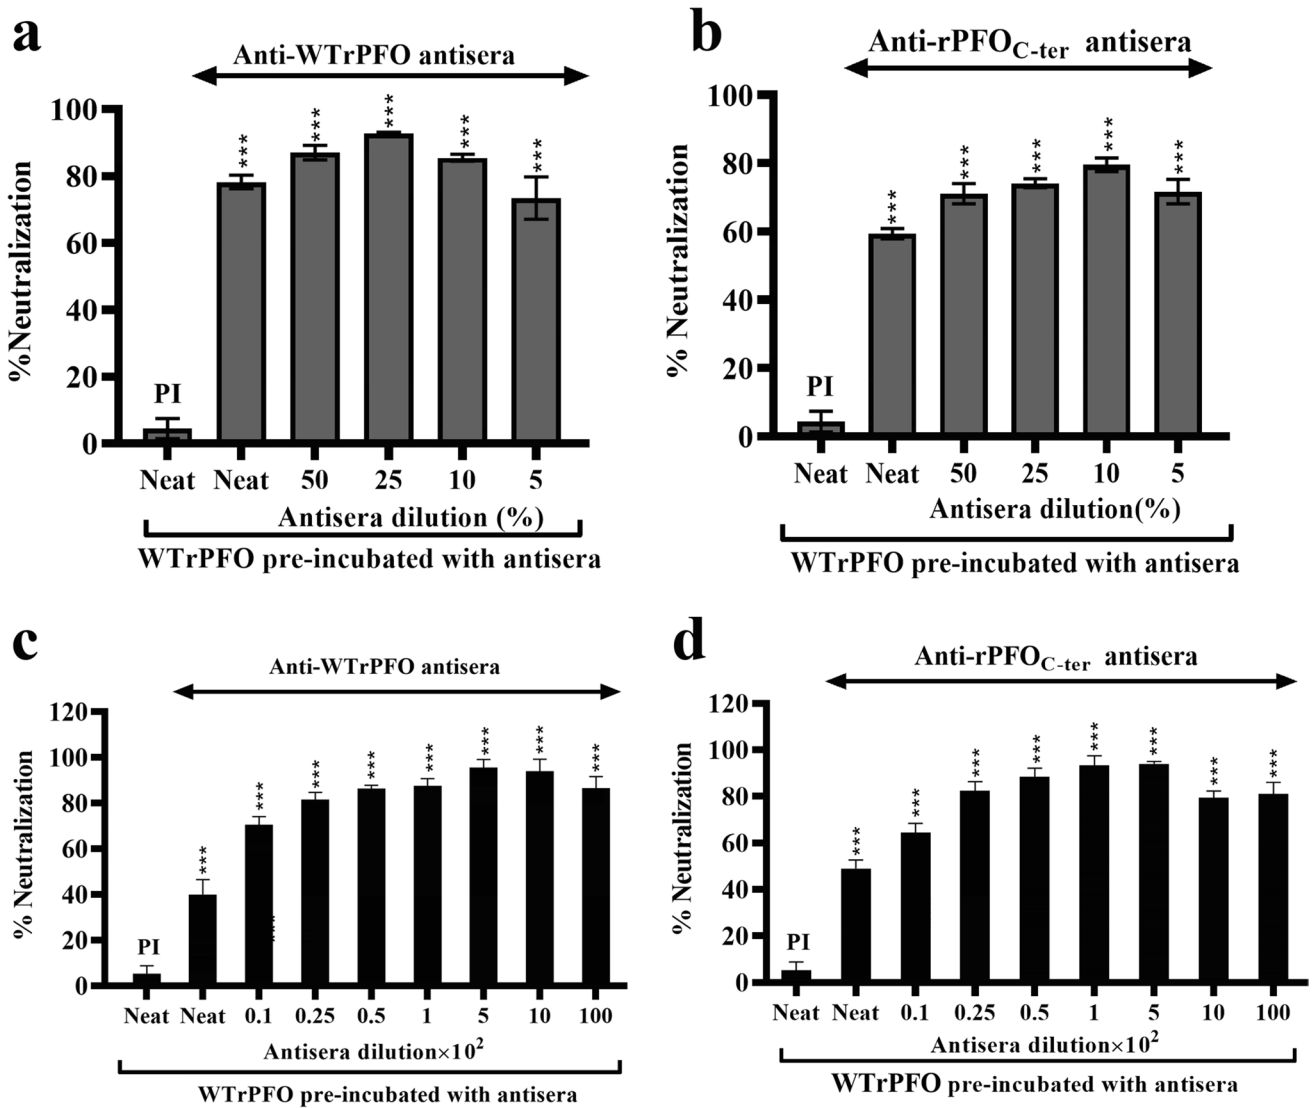 a
Anti-WTrPFO antisera
%Neutralization
100
80
60
40
20
0
PI
***
***
***
***
***
Neat Neat 50 25 10 5
Antisera dilution (%)
WTrPFO pre-incubated with antisera
b
Anti-rPFOC-ter antisera
% Neutralization
100
80
60
40
20
0
PI
***
***
***
***
***
Neat Neat 50 25 10 5
Antisera dilution(%)
WTrPFO pre-incubated with antisera
c
Anti-WTrPFO antisera
% Neutralization
120
100
80
60
40
20
0
PI
***
***
***
***
***
***
***
***
***
Neat Neat 0.1 0.25 0.5 1 5 10 100
Antisera dilution×10²
WTrPFO pre-incubated with antisera
d
Anti-rPFOC-ter antisera
% Neutralization
120
100
80
60
40
20
0
PI
***
***
***
***
***
***
***
***
Neat Neat 0.1 0.25 0.5 1 5 10 100
Antisera dilution×10²
WTrPFO pre-incubated with antisera